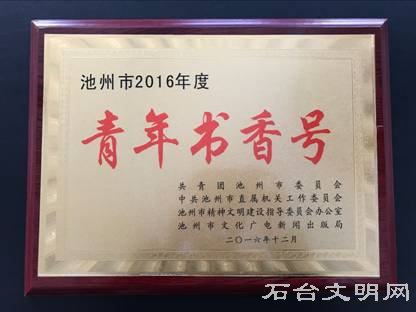 池州市2016年度
青年书香号
共青团池州市委员会
中共池州市直属机关工作委员会
池州市精神文明建设指导委员会办公室
池州市文化广电新闻出版局
二〇一六年十二月
石台文明网